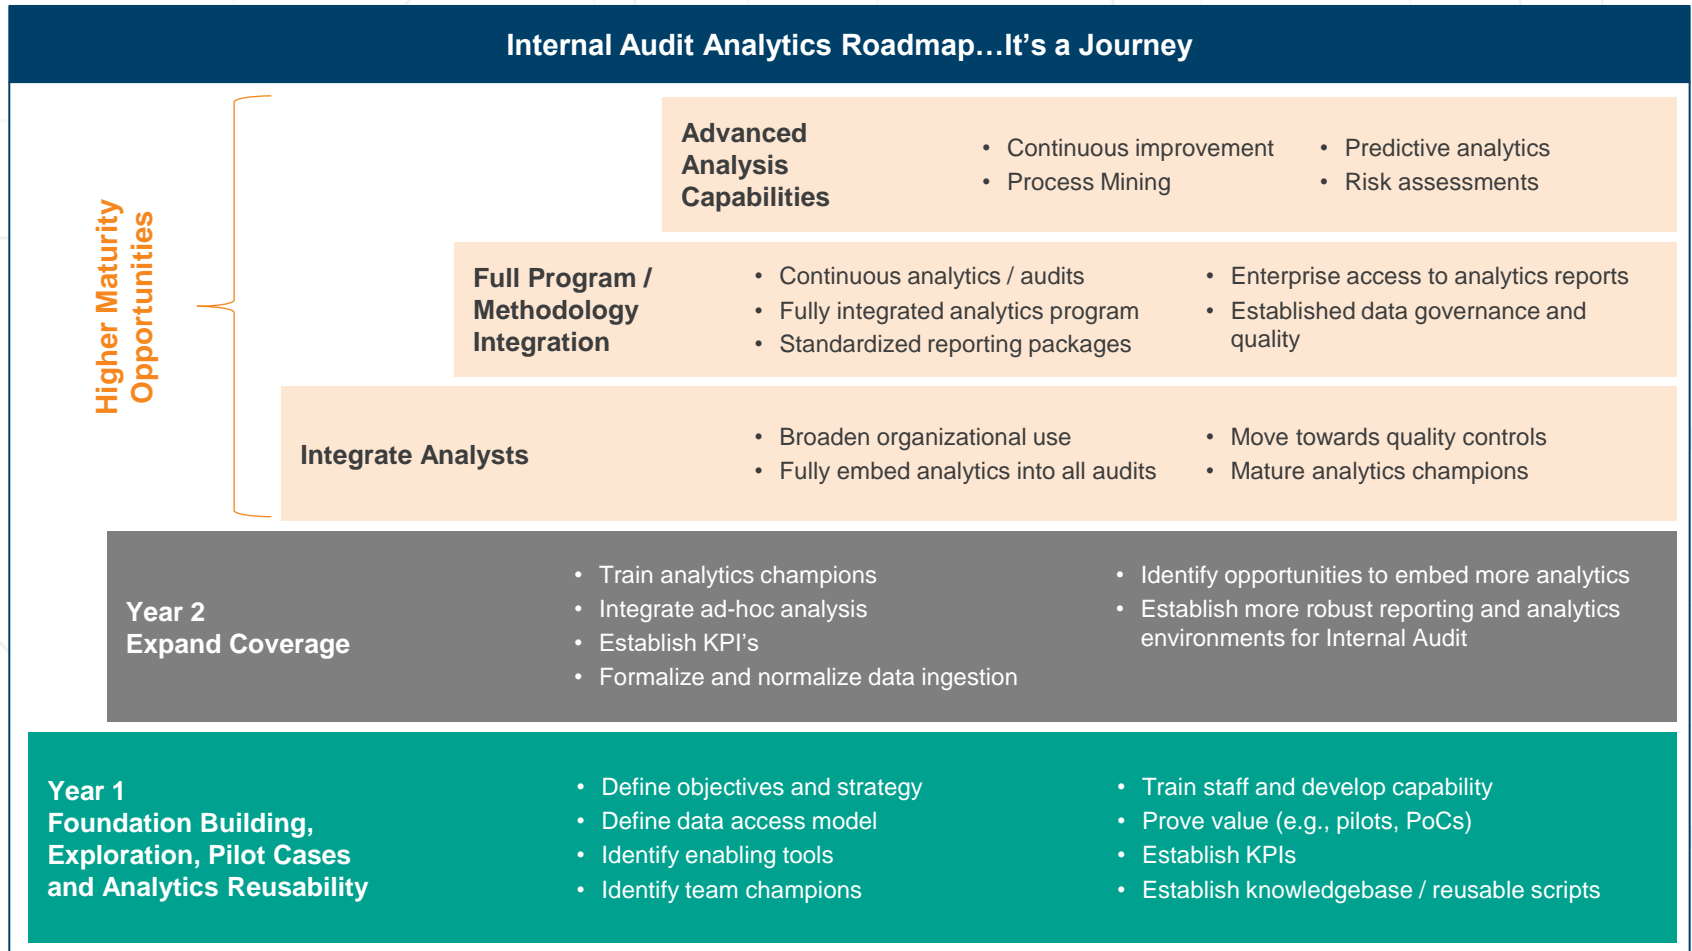 Internal Audit Analytics Roadmap…It’s a Journey
Higher Maturity
Opportunities
Advanced
Analysis
Capabilities
• Continuous improvement
• Process Mining
• Predictive analytics
• Risk assessments
Full Program /
Methodology
Integration
• Continuous analytics / audits
• Fully integrated analytics program
• Standardized reporting packages
• Enterprise access to analytics reports
• Established data governance and
quality
Integrate Analysts
• Broaden organizational use
• Fully embed analytics into all audits
• Move towards quality controls
• Mature analytics champions
Year 2
Expand Coverage
• Train analytics champions
• Integrate ad-hoc analysis
• Establish KPI’s
• Formalize and normalize data ingestion
• Identify opportunities to embed more analytics
• Establish more robust reporting and analytics
environments for Internal Audit
Year 1
Foundation Building,
Exploration, Pilot Cases
and Analytics Reusability
• Define objectives and strategy
• Define data access model
• Identify enabling tools
• Identify team champions
• Train staff and develop capability
• Prove value (e.g., pilots, PoCs)
• Establish KPIs
• Establish knowledgebase / reusable scripts